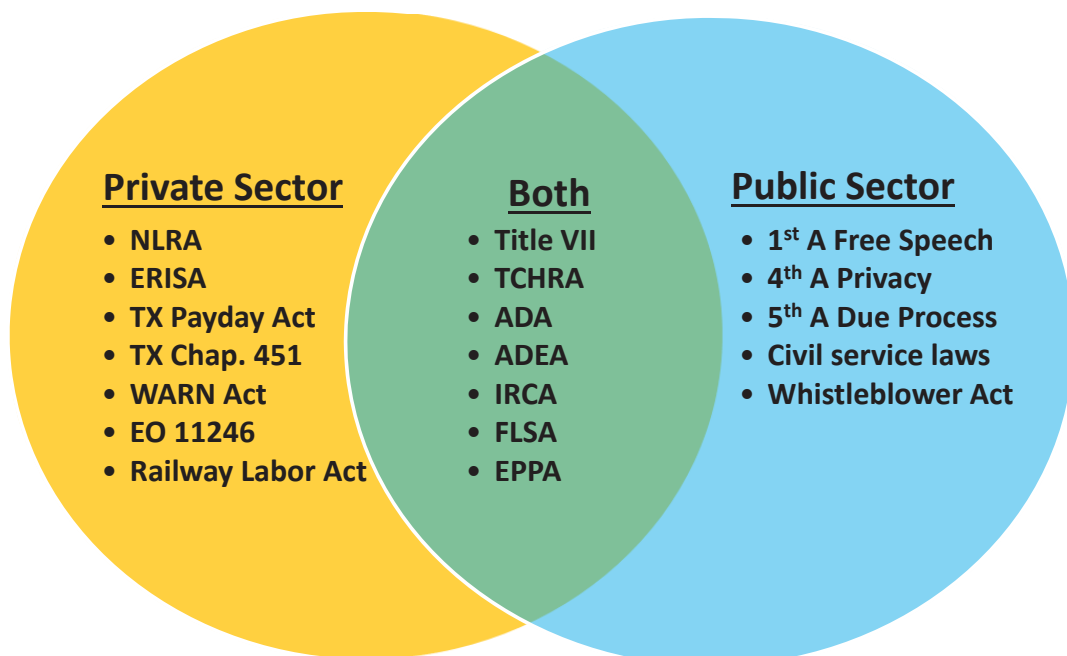 Private Sector
• NLRA
• ERISA
• TX Payday Act
• TX Chap. 451
• WARN Act
• EO 11246
• Railway Labor Act
Both
• Title VII
• TCHRA
• ADA
• ADEA
• IRCA
• FLSA
• EPPA
Public Sector
• 1st A Free Speech
• 4th A Privacy
• 5th A Due Process
• Civil service laws
• Whistleblower Act